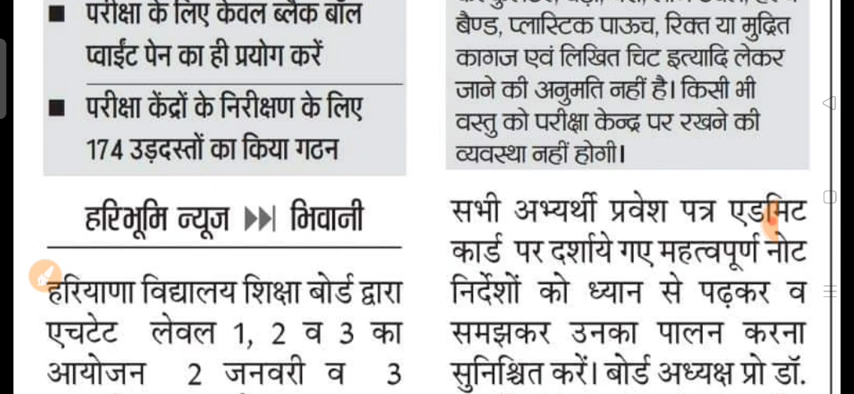 परीक्षा के लिए केवल ब्लैक बॉल
प्वाईंट पेन का ही प्रयोग करें
परीक्षा केंद्रों के निरीक्षण के लिए
174 उड़दस्तों का किया गठन
हरिभूमि न्यूज भिवानी
हरियाणा विद्यालय शिक्षा बोर्ड द्वारा
एचटेट लेवल 1, 2 व 3 का
आयोजन 2 जनवरी व 3
बैण्ड, प्लास्टिक पाऊच, रिक्त या मुद्रित
कागज एवं लिखित चिट इत्यादि लेकर
जाने की अनुमति नहीं है। किसी भी
वस्तु को परीक्षा केन्द्र पर रखने की
व्यवस्था नहीं होगी।
सभी अभ्यर्थी प्रवेश पत्र एडमिट
कार्ड पर दर्शाये गए महत्वपूर्ण नोट
निर्देशों को ध्यान से पढ़कर व
समझकर उनका पालन करना
सुनिश्चित करें। बोर्ड अध्यक्ष प्रो डॉ.